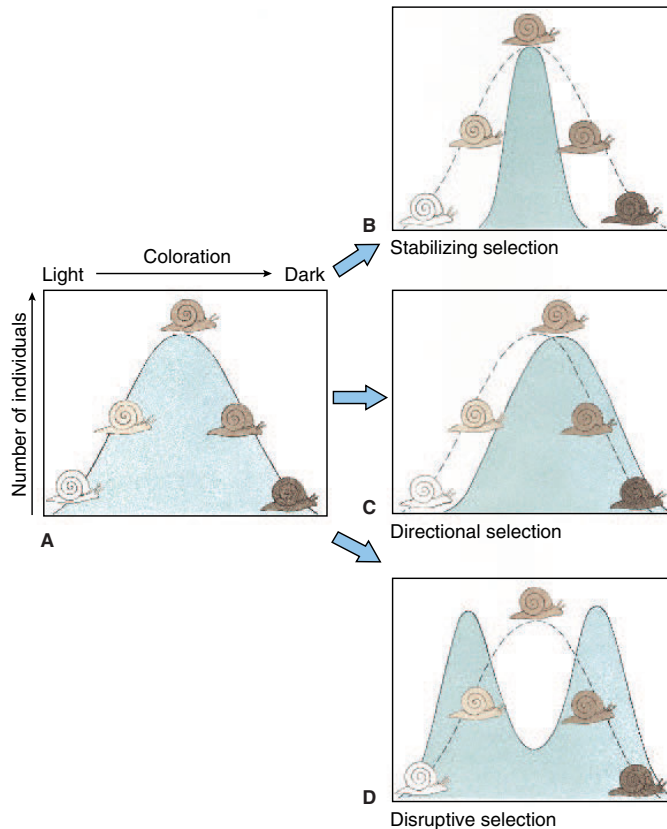 B
Stabilizing selection
Coloration
Light
Dark
Number of individuals
A
C
Directional selection
D
Disruptive selection